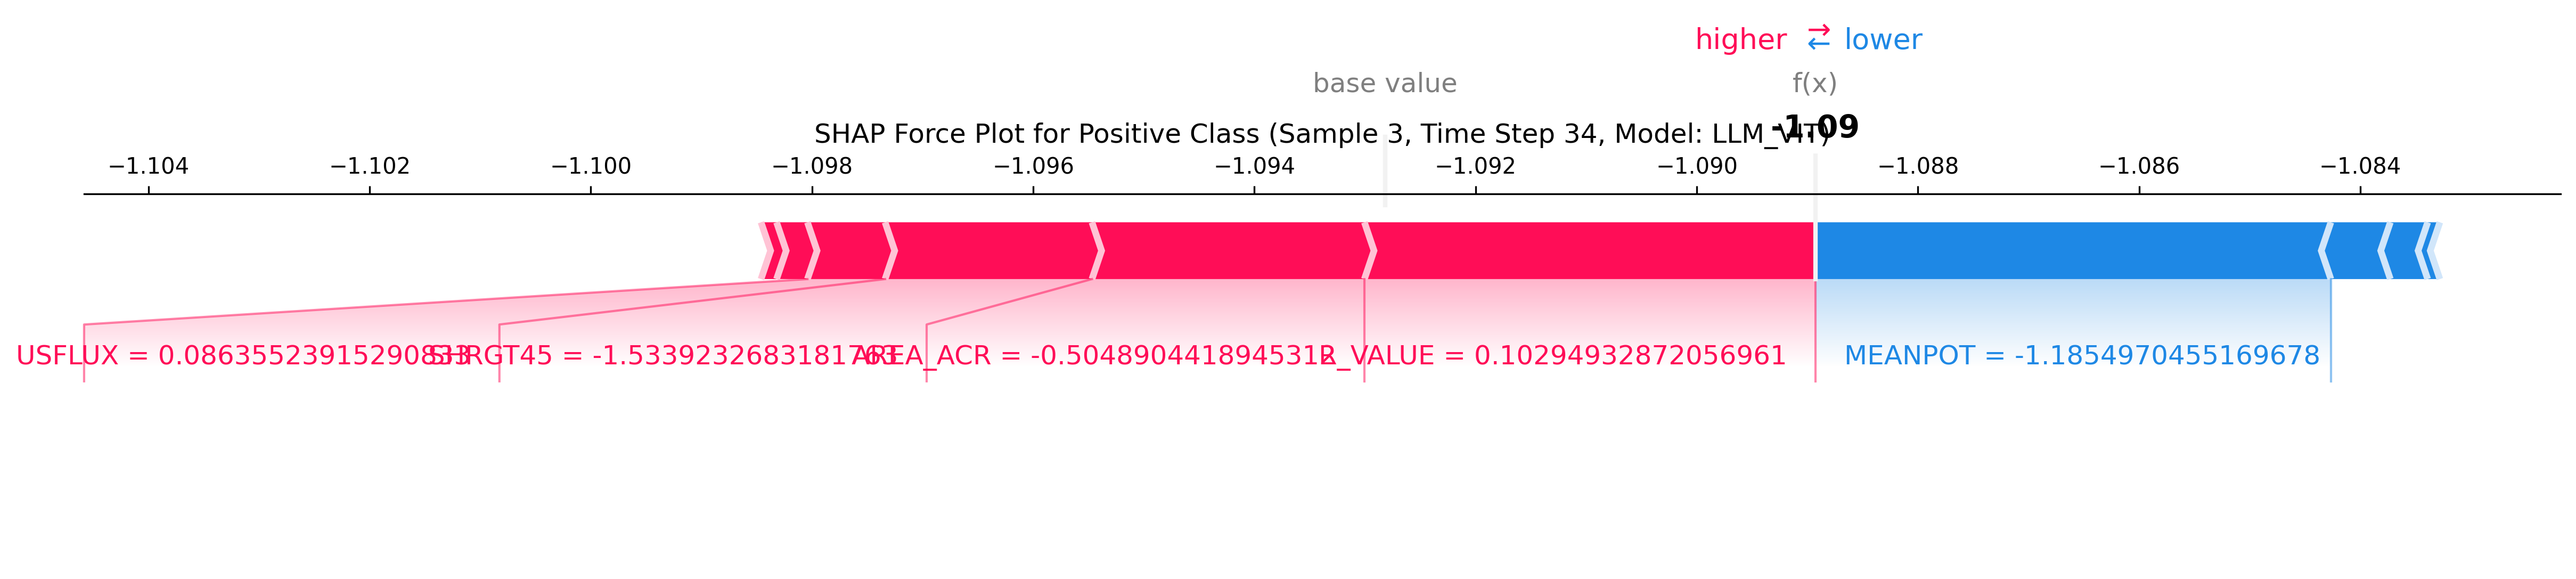 higher ⇄ lower
base value f(x)
SHAP Force Plot for Positive Class (Sample 3, Time Step 34, Model: LLM_VIT)
-1.09
−1.104 −1.102 −1.100 −1.098 −1.096 −1.094 −1.092 −1.090 −1.088 −1.086 −1.084
USFLUX = 0.08635523915290833 SHRGT45 = -1.5339232683181763 AREA_ACR = -0.5048904418945312 R_VALUE = 0.10294932872056961 MEANPOT = -1.1854970455169678